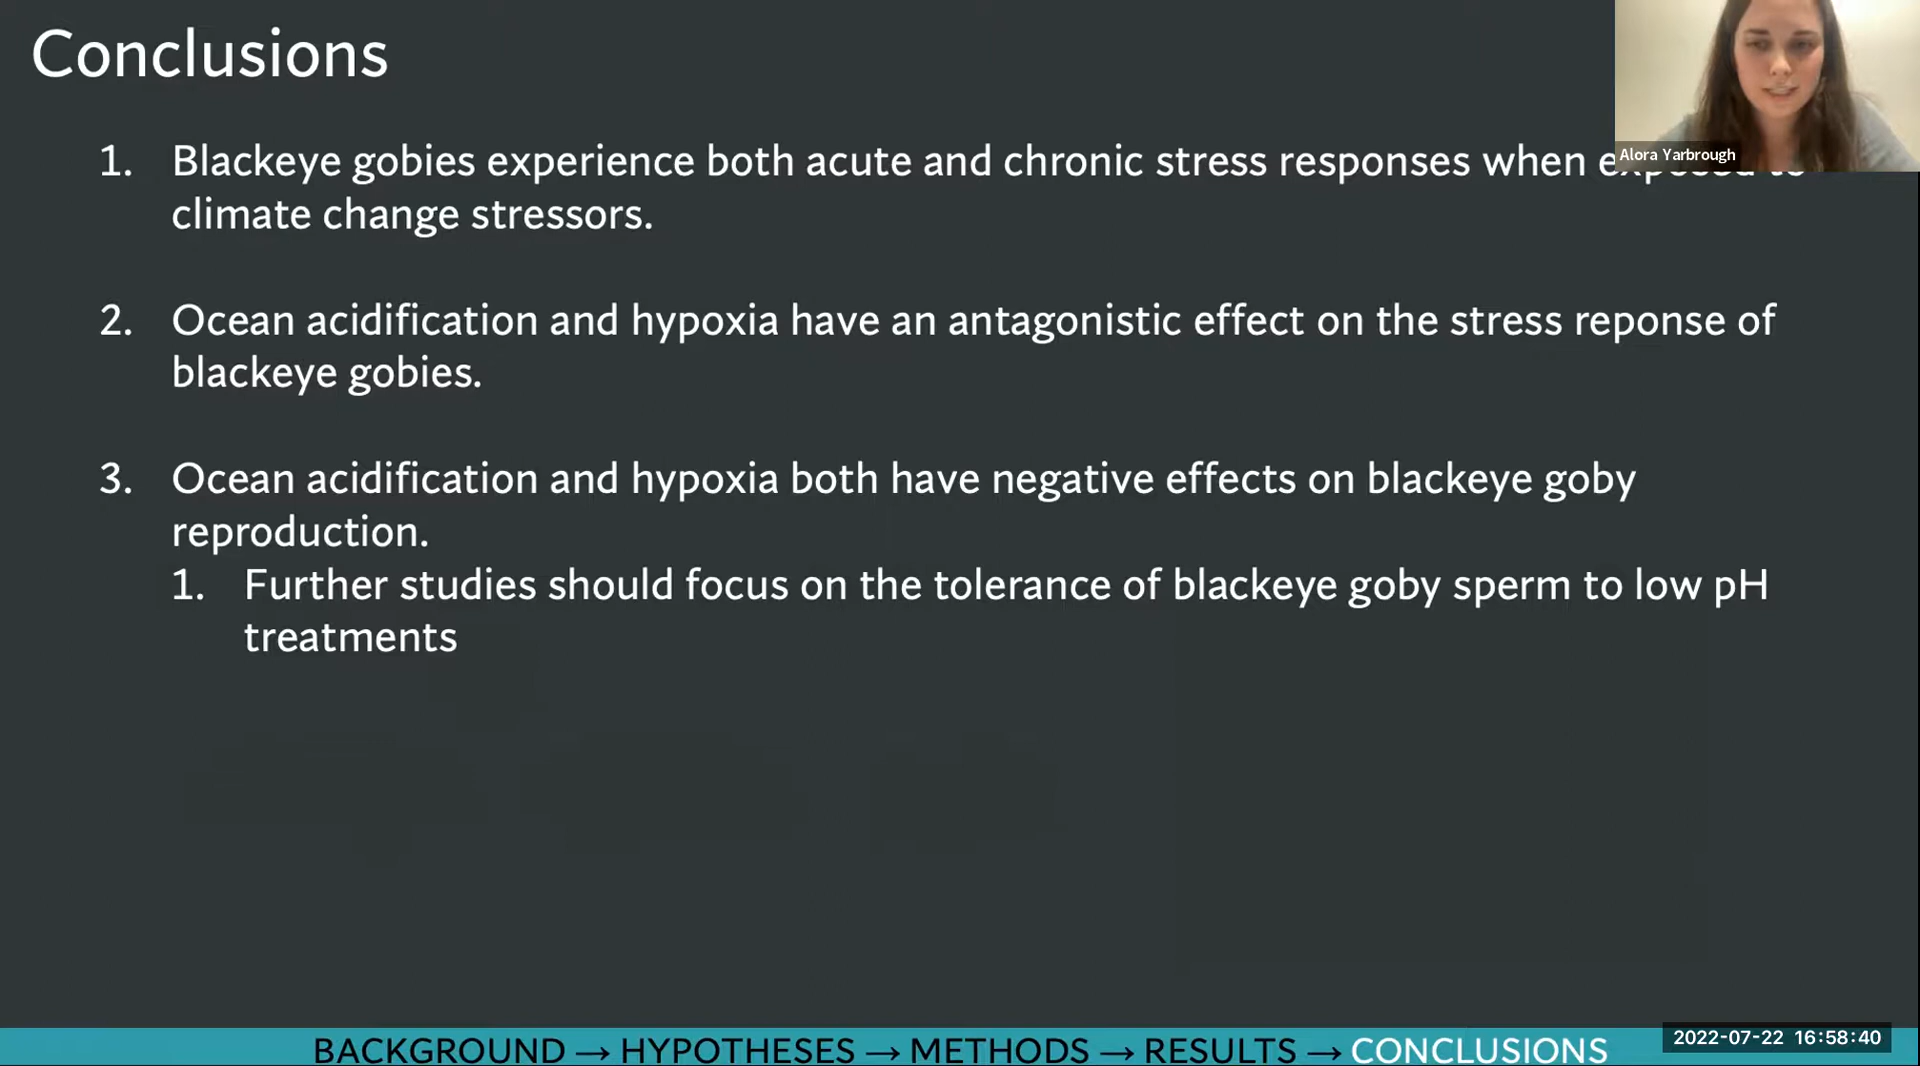 Conclusions
Alora Yarbrough
1. Blackeye gobies experience both acute and chronic stress responses when exposed to
climate change stressors.
2. Ocean acidification and hypoxia have an antagonistic effect on the stress reponse of
blackeye gobies.
3. Ocean acidification and hypoxia both have negative effects on blackeye goby
reproduction.
1. Further studies should focus on the tolerance of blackeye goby sperm to low pH
treatments
BACKGROUND → HYPOTHESES → METHODS → RESULTS → CONCLUSIONS
2022-07-22 16:58:40